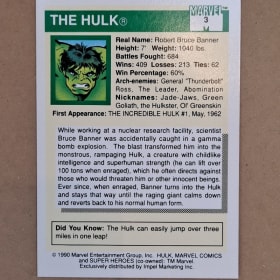 THE HULK®
MARVEL
3
Real Name: Robert Bruce Banner
Height: 7' Weight: 1040 lbs.
Battles Fought: 684
Wins: 409 Losses: 213 Ties: 62
Win Percentage: 60%
Arch-enemies: General "Thunderbolt"
Ross, The Leader, Abomination
Nicknames: Jade-Jaws, Green
Goliath, the Hulkster, Ol' Greenskin
First Appearance: THE INCREDIBLE HULK #1, May, 1962
While working at a nuclear research facility, scientist
Bruce Banner was accidentally caught in a gamma
bomb explosion. The blast transformed him into the
monstrous, rampaging Hulk, a creature with childlike
intelligence and superhuman strength (he can lift over
100 tons when enraged), which he often directs against
those who would threaten him or other innocent beings.
Ever since, when enraged, Banner turns into the Hulk
and stays that way until the raging giant calms down
and reverts back to his normal human form.
Did You Know: The Hulk can easily jump over three
miles in one leap!
© 1990 Marvel Entertainment Group, Inc. HULK, MARVEL COMICS
and SUPER HEROES (co-owned): TM Marvel.
Exclusively distributed by Impel Marketing Inc.